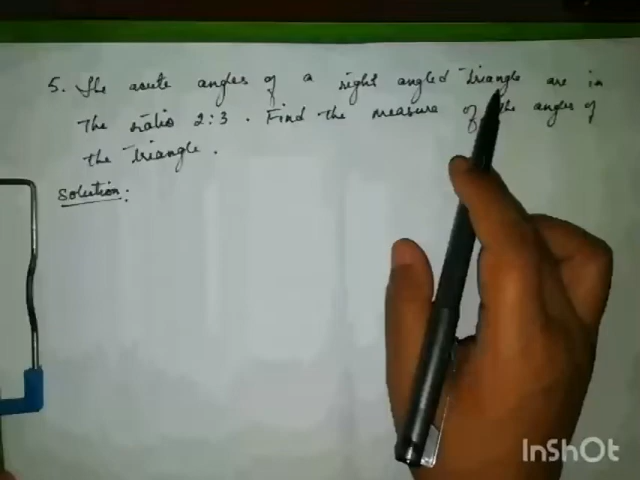 5. The acute angles of a right angled triangle are in
the ratio 2:3. Find the measure of the angles of
the triangle.
Solution:
InShOt